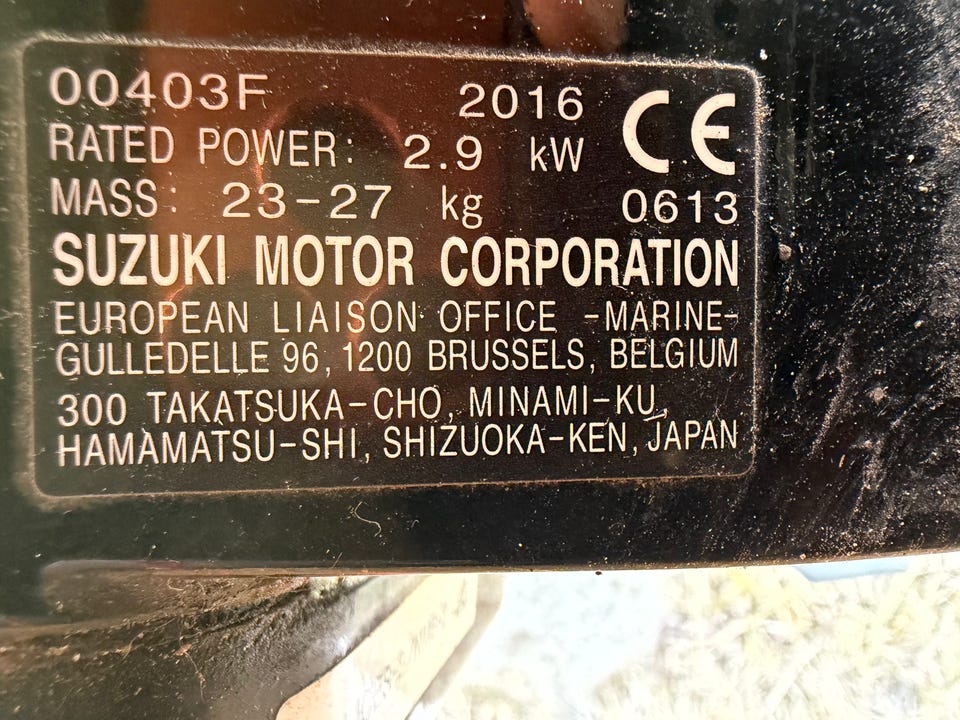 00403F 2016 CE
RATED POWER: 2.9 kW
MASS: 23-27 kg 0613
SUZUKI MOTOR CORPORATION
EUROPEAN LIAISON OFFICE -MARINE-
GULLEDELLE 96, 1200 BRUSSELS, BELGIUM
300 TAKATSUKA-CHO, MINAMI-KU,
HAMAMATSU-SHI, SHIZUOKA-KEN, JAPAN